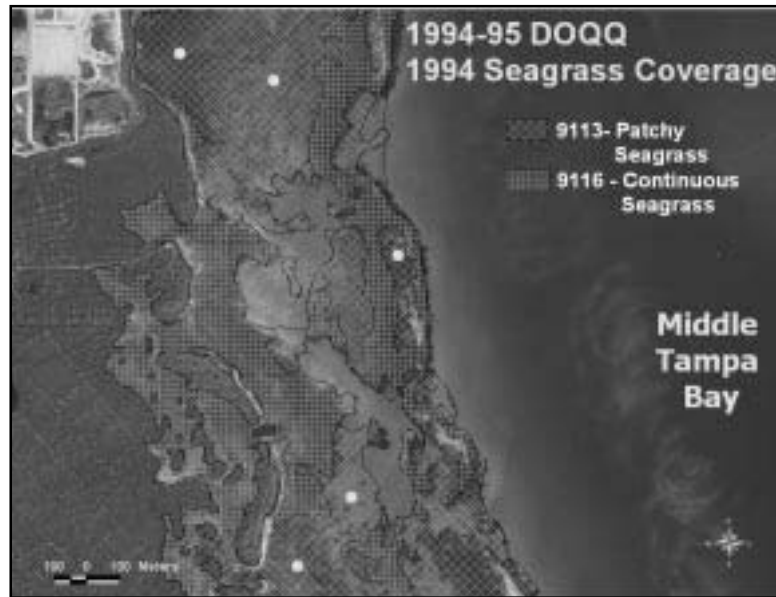 1994-95 DOQQ
1994 Seagrass Coverage
9113- Patchy
Seagrass
9116 - Continuous
Seagrass
Middle
Tampa
Bay
100 0 100 Meters